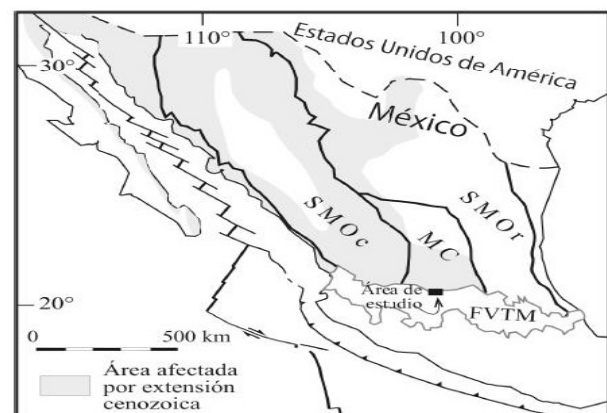 110°
100°
30°
Estados Unidos de América
México
SMOc
MC
SMOr
20°
Área de
estudio
FVTM
0
500 km
Área afectada
por extensión
cenozoica